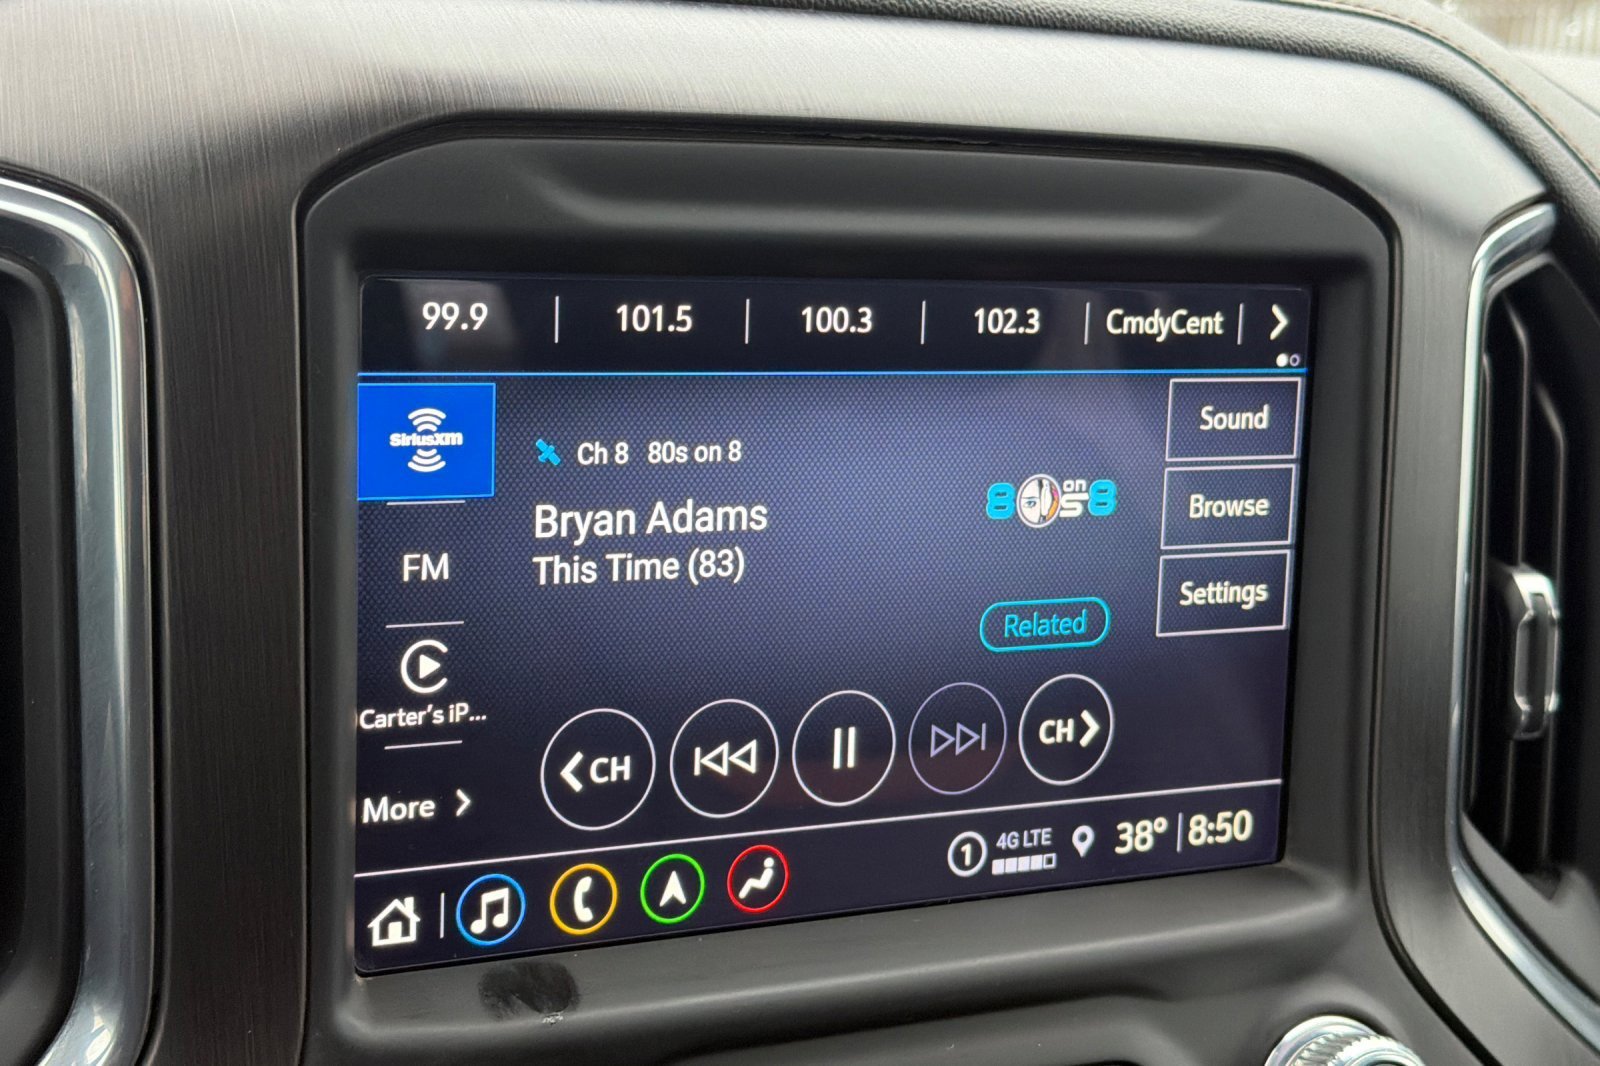 99.9 101.5 100.3 102.3 CmdyCent
SiriusXM
Ch 8 80s on 8
Bryan Adams
This Time (83)
80s on 8
Sound
Browse
Settings
Related
FM
Carter's iP...
More
CH
CH
1 4G LTE 38° 8:50